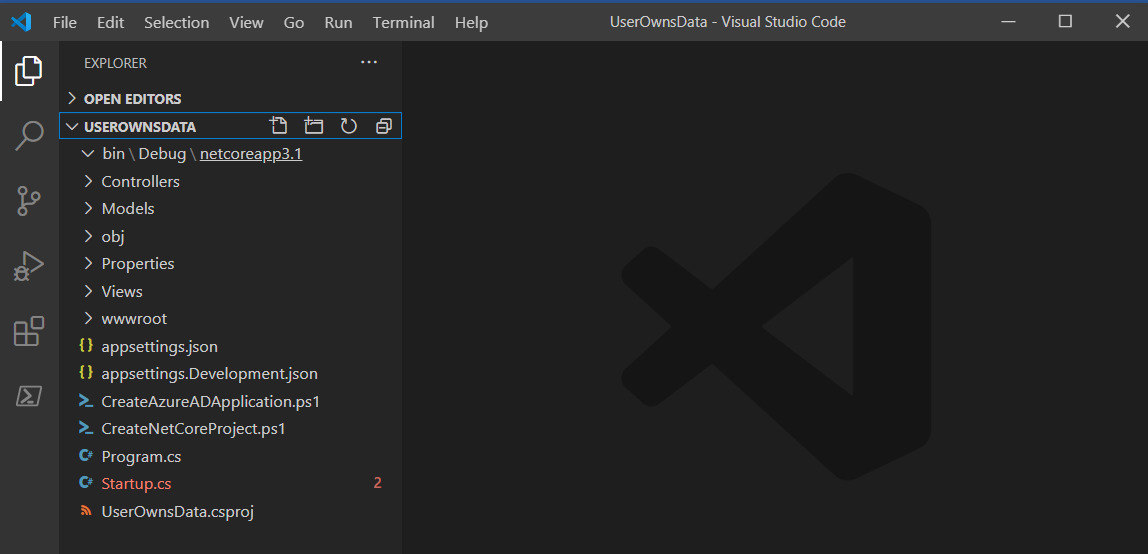 File Edit Selection View Go Run Terminal Help UserOwnsData - Visual Studio Code
EXPLORER
OPEN EDITORS
USEROWNSDATA
bin \ Debug \ netcoreapp3.1
Controllers
Models
obj
Properties
Views
wwwroot
{} appsettings.json
{} appsettings.Development.json
CreateAzureADApplication.ps1
CreateNetCoreProject.ps1
C# Program.cs
C# Startup.cs 2
UserOwnsData.csproj